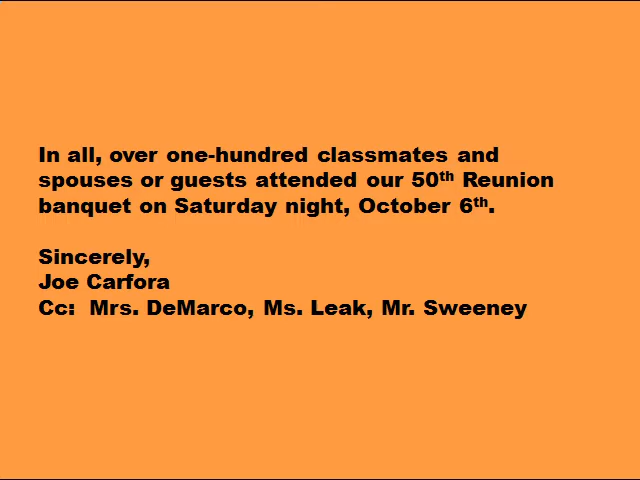 In all, over one-hundred classmates and
spouses or guests attended our 50th Reunion
banquet on Saturday night, October 6th.
Sincerely,
Joe Carfora
Cc:  Mrs. DeMarco, Ms. Leak, Mr. Sweeney